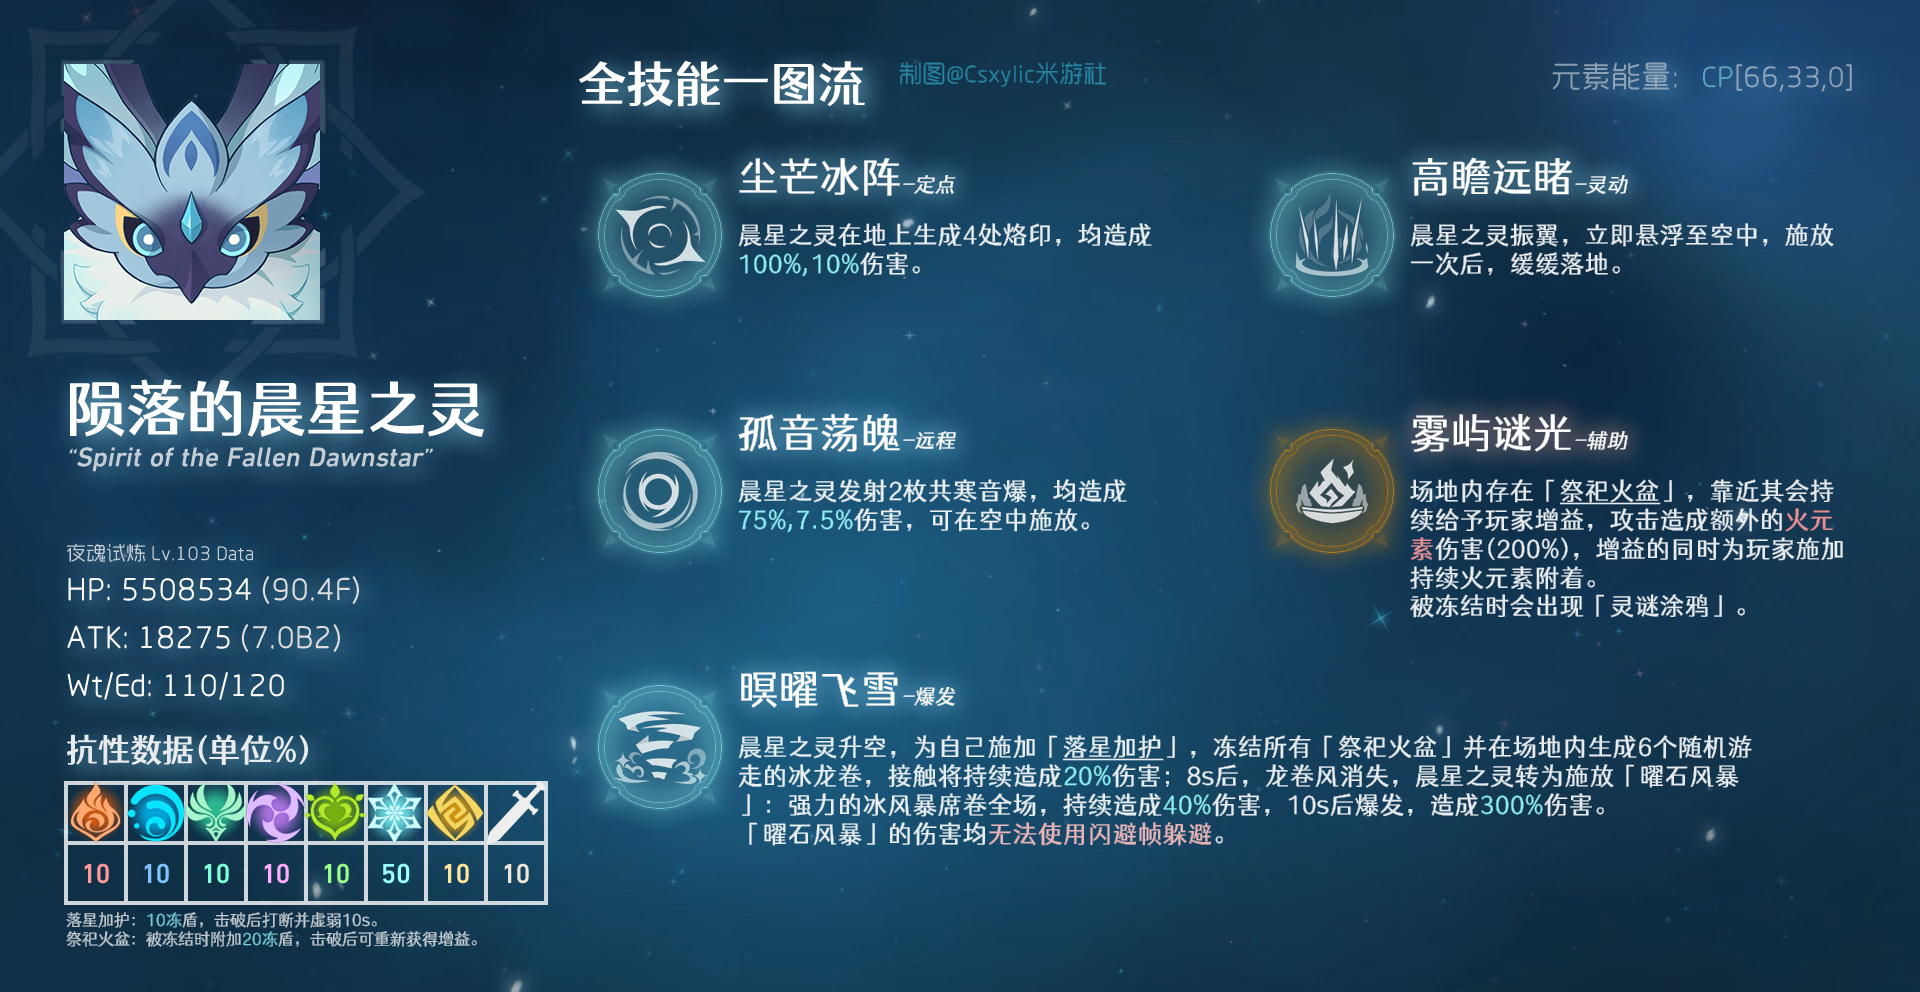 全技能一图流
制图@Csxylic米游社
元素能量： CP[66,33,0]
陨落的晨星之灵
“Spirit of the Fallen Dawnstar”
夜魂试炼 Lv.103 Data
HP: 5508534 (90.4F)
ATK: 18275 (7.0B2)
Wt/Ed: 110/120
抗性数据(单位%)
10 10 10 10 10 50 10 10
落星加护：10冻盾，击破后打断并虚弱10s。
祭祀火盆：被冻结时附加20冻盾，击破后可重新获得增益。
尘芒冰阵–定点
晨星之灵在地上生成4处烙印，均造成
100%,10%伤害。
高瞻远睹–灵动
晨星之灵振翼，立即悬浮至空中，施放
一次后，缓缓落地。
孤音荡魄–远程
晨星之灵发射2枚共寒音爆，均造成
75%,7.5%伤害，可在空中施放。
雾屿谜光–辅助
场地内存在「祭祀火盆」，靠近其会持
续给予玩家增益，攻击造成额外的火元
素伤害(200%)，增益的同时为玩家施加
持续火元素附着。
被冻结时会出现「灵谜涂鸦」。
暝曜飞雪–爆发
晨星之灵升空，为自己施加「落星加护」，冻结所有「祭祀火盆」并在场地内生成6个随机游
走的冰龙卷，接触将持续造成20%伤害；8s后，龙卷风消失，晨星之灵转为施放「曜石风暴
」：强力的冰风暴席卷全场，持续造成40%伤害，10s后爆发，造成300%伤害。
「曜石风暴」的伤害均无法使用闪避帧躲避。